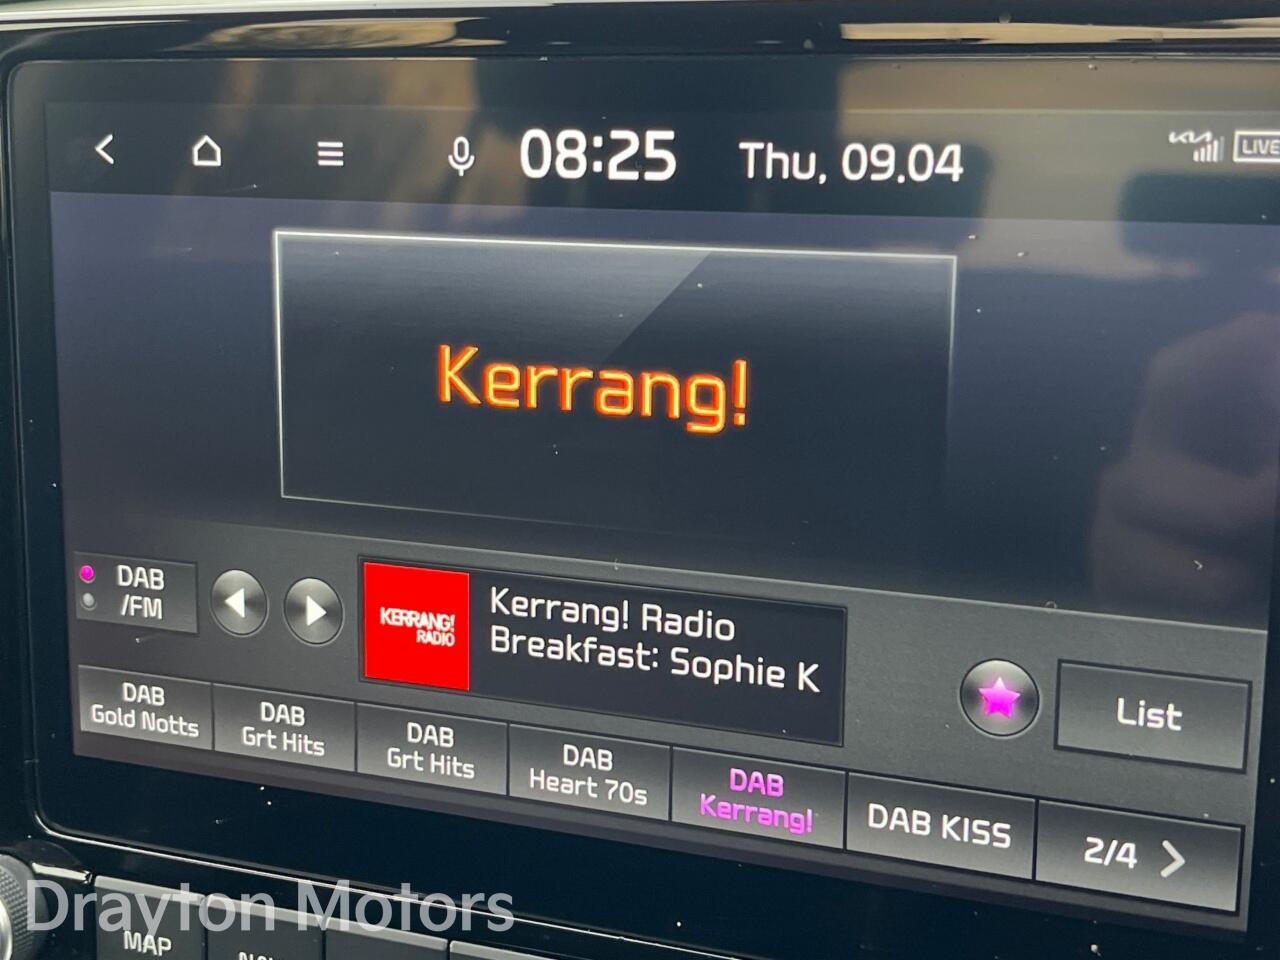 08:25
Thu, 09.04
KIA
LIVE
Kerrang!
DAB
/FM
KERRANG!
RADIO
Kerrang! Radio
Breakfast: Sophie K
List
DAB
Gold Notts
DAB
Grt Hits
DAB
Grt Hits
DAB
Heart 70s
DAB
Kerrang!
DAB KISS
2/4
Drayton Motors
MAP